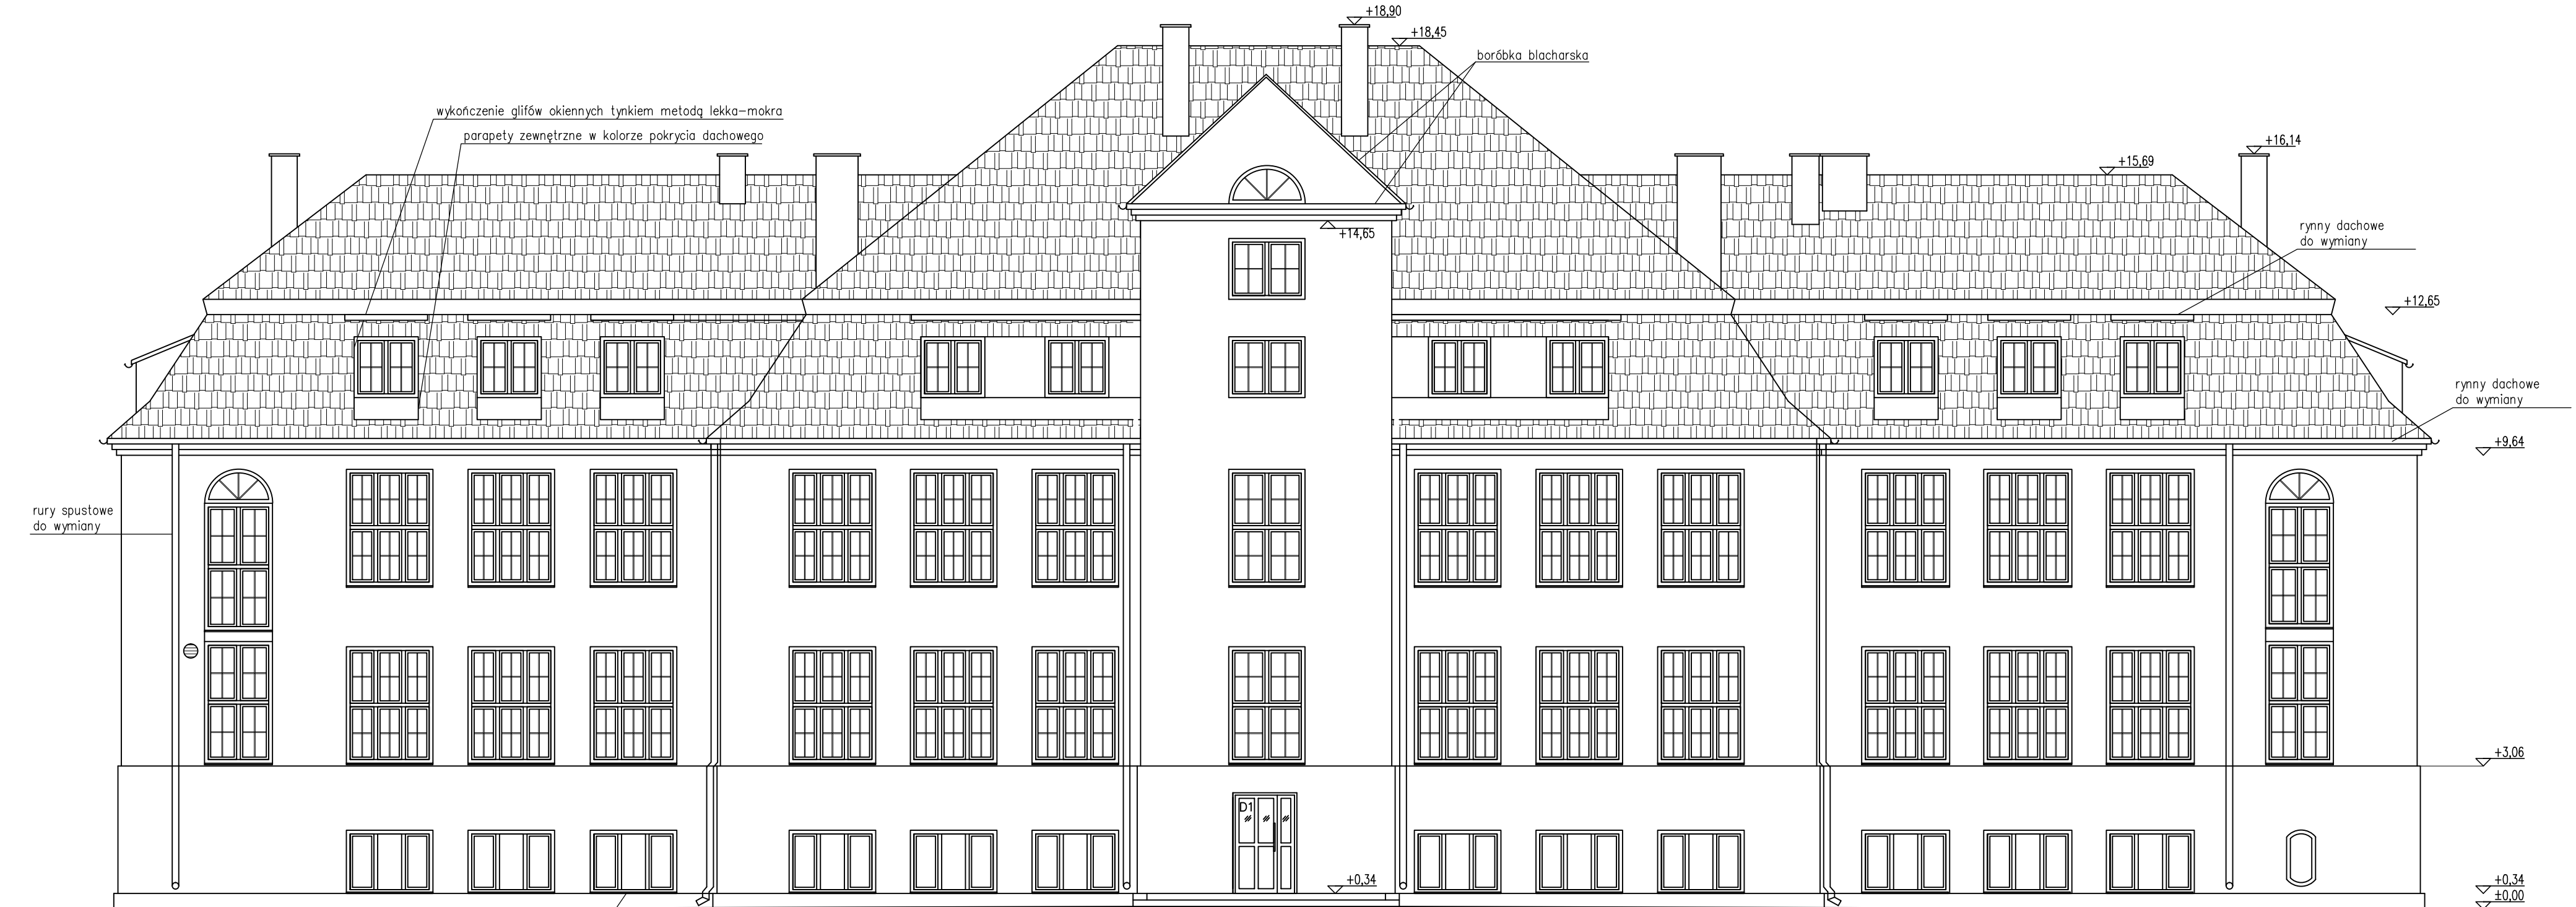 +18,90
+18,45
boróbka blacharska
wykończenie glifów okiennych tynkiem metodą lekka-mokra
parapety zewnętrzne w kolorze pokrycia dachowego
+16,14
+15,69
rynny dachowe
do wymiany
+14,65
+12,65
rynny dachowe
do wymiany
+9,64
rury spustowe
do wymiany
+3,06
D1
+0,34
+0,34
±0,00